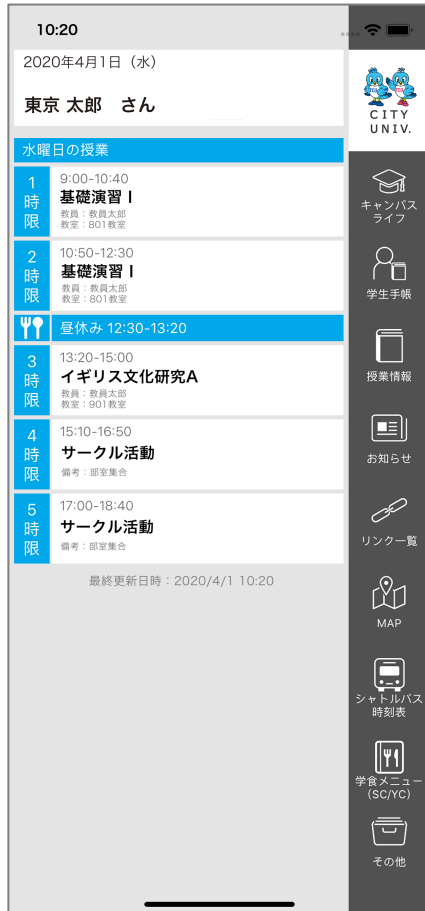 10:20
2020年4月1日（水）
東京 太郎　さん
水曜日の授業
1時限
9:00-10:40
基礎演習Ⅰ
教員：教員太郎
教室：801教室
2時限
10:50-12:30
基礎演習Ⅰ
教員：教員太郎
教室：801教室
昼休み 12:30-13:20
3時限
13:20-15:00
イギリス文化研究A
教員：教員太郎
教室：901教室
4時限
15:10-16:50
サークル活動
備考：部室集合
5時限
17:00-18:40
サークル活動
備考：部室集合
最終更新日時：2020/4/1 10:20
CITY
UNIV.
キャンパス
ライフ
学生手帳
授業情報
お知らせ
リンク一覧
MAP
シャトルバス
時刻表
学食メニュー
(SC/YC)
その他